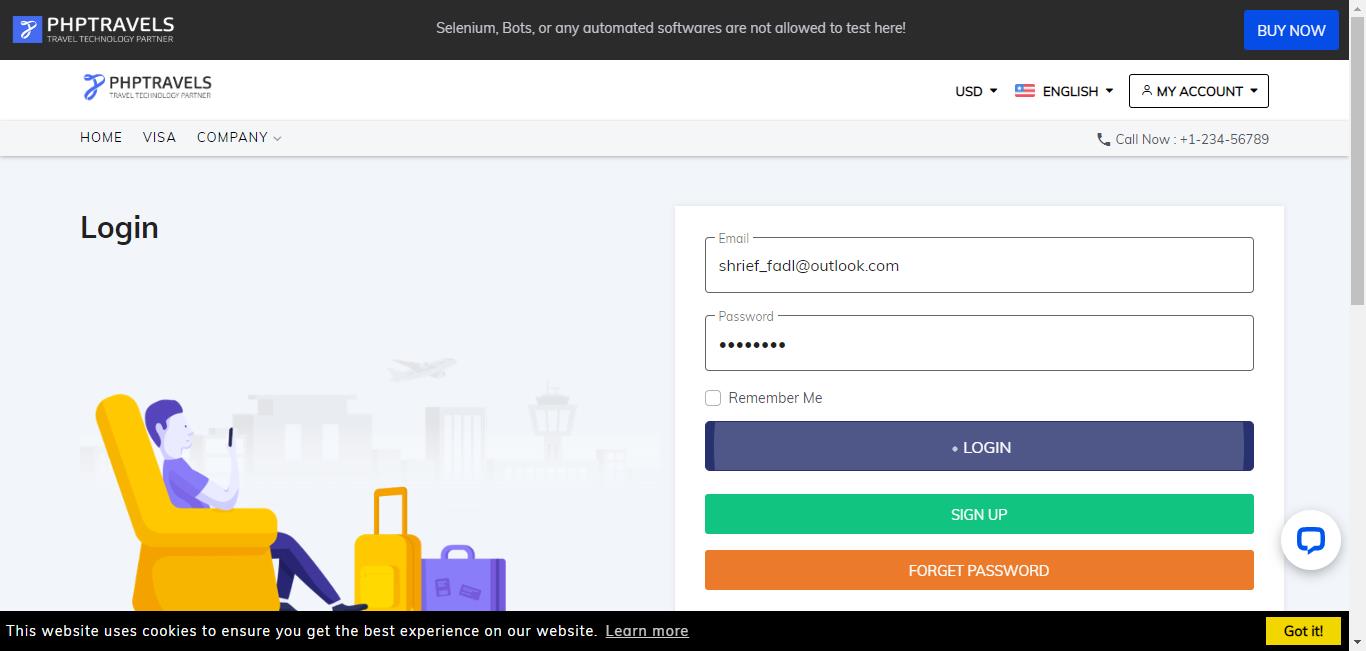 PHPTRAVELS
TRAVEL TECHNOLOGY PARTNER
Selenium, Bots, or any automated softwares are not allowed to test here!
BUY NOW
PHPTRAVELS
TRAVEL TECHNOLOGY PARTNER
USD
ENGLISH
MY ACCOUNT
HOME
VISA
COMPANY
Call Now : +1-234-56789
Login
Email
shrief_fadl@outlook.com
Password
••••••••
Remember Me
LOGIN
SIGN UP
FORGET PASSWORD
This website uses cookies to ensure you get the best experience on our website. Learn more
Got it!